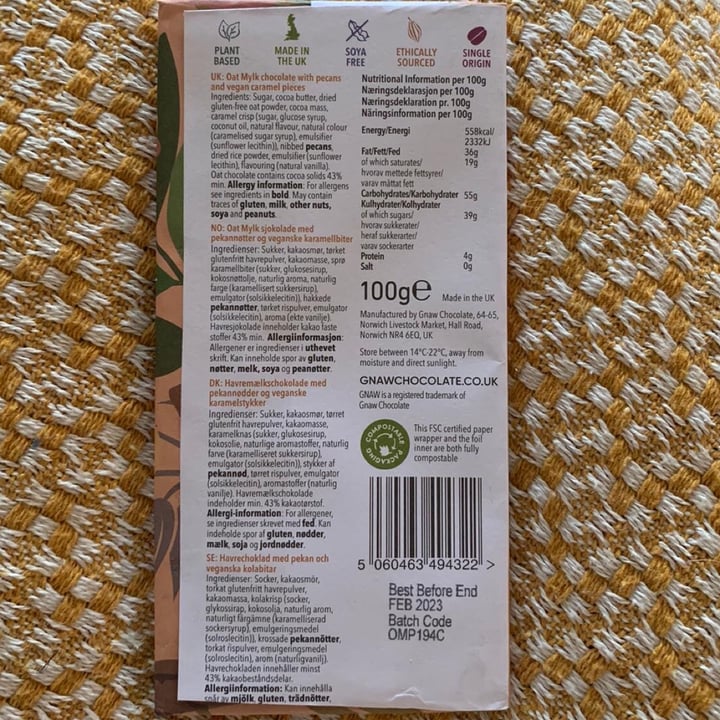 PLANT
BASED
MADE IN
THE UK
SOYA
FREE
ETHICALLY
SOURCED
SINGLE
ORIGIN
UK: Oat Mylk chocolate with pecans
and vegan caramel pieces
Ingredients: Sugar, cocoa butter, dried
gluten-free oat powder, cocoa mass,
caramel crisp (sugar, glucose syrup,
coconut oil, natural flavour, natural colour
(caramelised sugar syrup), emulsifier
(sunflower lecithin)), nibbed pecans,
dried rice powder, emulsifier (sunflower
lecithin), flavouring (natural vanilla).
Oat chocolate contains cocoa solids 43%
min. Allergy information: For allergens
see ingredients in bold. May contain
traces of gluten, milk, other nuts,
soya and peanuts.
NO: Oat Mylk sjokolade med
pekannøtter og veganske karamellbiter
Ingredienser: Sukker, kakaosmør, tørket
glutenfritt havrepulver, kakaomasse, sprø
karamellbiter (sukker, glukosesirup,
kokosnøttolje, naturlig aroma, naturlig
farge (karamellisert sukkersirup),
emulgator (solsikkelecitin)), hakkede
pekannøtter, tørket rispulver, emulgator
(solsikkelecitin), aroma (ekte vanilje).
Havresjokolade inneholder kakao faste
stoffer 43% min. Allergiinformasjon:
Allergener er ingredienser i uthevet
skrift. Kan inneholde spor av gluten,
nøtter, melk, soya og peanøtter.
DK: Havremælkschokolade med
pekannødder og veganske
karamelstykker
Ingredienser: Sukker, kakaosmør, tørret
glutenfrit havrepulver, kakaomasse,
karamelknas (sukker, glukosesirup,
kokosolie, naturlige aromastoffer, naturlig
farve (karamelliseret sukkersirup),
emulgator (solsikkelecitin)), stykker af
pekannød, tørret rispulver, emulgator
(solsikkelecitin), aromastoffer (naturlig
vanilje). Havremælkschokolade
indeholder min. 43% kakaotørstof.
Allergi-information: For allergener,
se ingredienser skrevet med fed. Kan
indeholde spor af gluten, nødder,
mælk, soja og jordnødder.
SE: Havrechoklad med pekan och
veganska kolabitar
Ingredienser: Socker, kakaosmör,
torkat glutenfritt havrepulver,
kakaomassa, kolakrisp (socker,
glykossirap, kokosolja, naturlig arom,
naturligt färgämne (karamelliserad
sockersyrup), emulgeringsmedel
(solroslecitin)), krossade pekannötter,
torkat rispulver, emulgeringsmedel
(solroslecitin), arom (naturligvanilj).
Havrechokladen innehåller minst
43% kakaobeståndsdelar.
Allergiinformation: Kan innehålla
spår av mjölk, gluten, trädnötter,
Nutritional Information per 100g
Næringsdeklarasjon per 100g
Næringsdeklaration pr. 100g
Näringsinformation per 100g
Energy/Energi 558kcal/
2332kJ
Fat/Fett/Fed 36g
of which saturates/ 19g
hvorav mettede fettsyrer/
varav mättat fett
Carbohydrates/Karbohydrater 55g
Kulhydrater/Kolhydrater
of which sugars/ 39g
hvorav sukkerater/
heraf sukkerarter/
varav sockerarter
Protein 4g
Salt 0g
100g℮ Made in the UK
Manufactured by Gnaw Chocolate, 64-65,
Norwich Livestock Market, Hall Road,
Norwich NR4 6EQ, UK
Store between 14°C-22°C, away from
moisture and direct sunlight.
GNAWCHOCOLATE.CO.UK
GNAW is a registered trademark of
Gnaw Chocolate
COMPOSTABLE PACKAGING
This FSC certified paper
wrapper and the foil
inner are both fully
compostable
5 060463 494322 >
Best Before End
FEB 2023
Batch Code
OMP194C